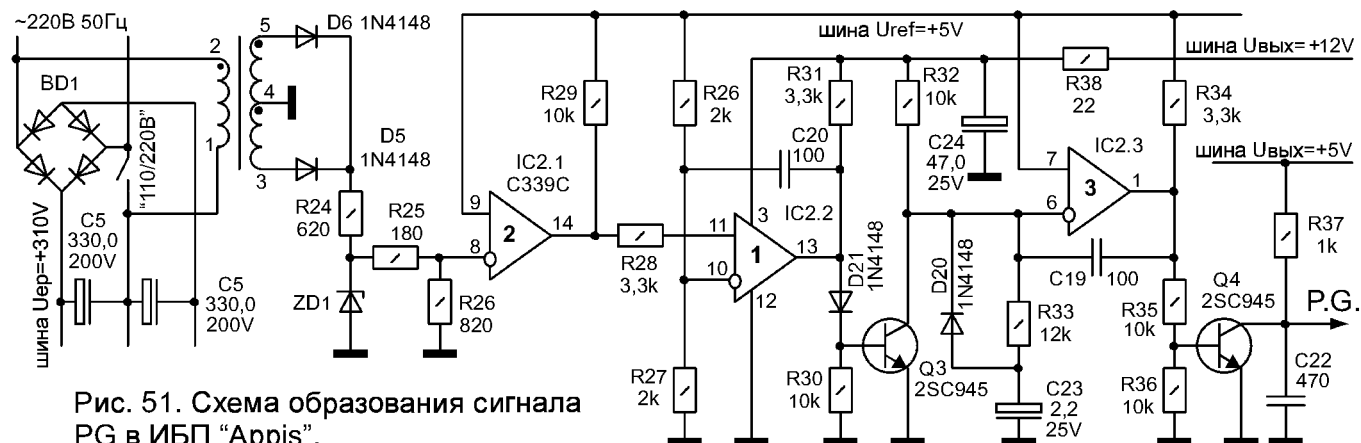 ~220В 50Гц
BD1
2
1
5
4
3
D6 1N4148
D5
1N4148
"110/220В"
шина Uep=+310V
C5
330,0
200V
C5
330,0
200V
R24
620
R25
180
ZD1
R26
820
IC2.1
C339C
9
8
2
14
R29
10k
R28
3,3k
R26
2k
C20
100
R27
2k
11
10
1
3
12
13
IC2.2
R31
3,3k
D21
1N4148
R30
10k
R32
10k
Q3
2SC945
шина Uref=+5V
C24
47,0
25V
R38
22
шина Uвых=+12V
D20
1N4148
R33
12k
C23
2,2
25V
7
6
3
1
IC2.3
C19
100
R34
3,3k
R35
10k
R36
10k
шина Uвых=+5V
R37
1k
Q4
2SC945
P.G.
C22
470
Рис. 51. Схема образования сигнала
PG в ИБП "Appis".